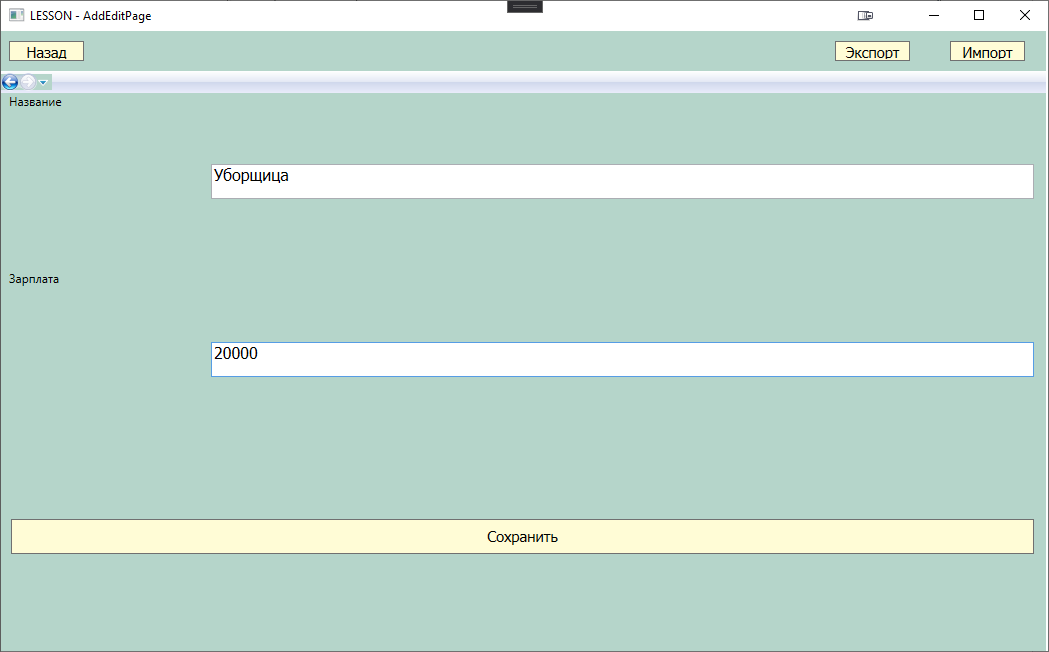 LESSON - AddEditPage
Назад
Экспорт
Импорт
Название
Уборщица
Зарплата
20000
Сохранить